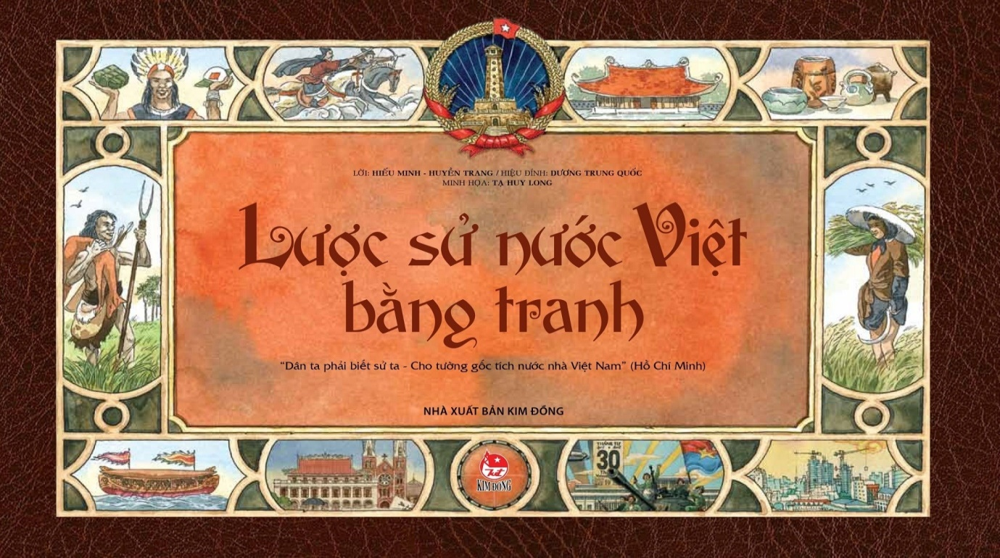 LỜI: HIẾU MINH - HUYỀN TRANG / HIỆU ĐÍNH: DƯƠNG TRUNG QUỐC
MINH HỌA: TẠ HUY LONG
Lược sử nước Việt
bằng tranh
“Dân ta phải biết sử ta - Cho tường gốc tích nước nhà Việt Nam” (Hồ Chí Minh)
NHÀ XUẤT BẢN KIM ĐỒNG
THÁNG TƯ
30
KIM ĐỒNG